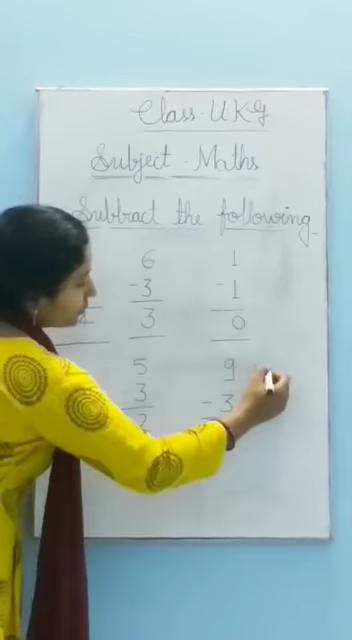 Class-UKG
Subject-Maths
Subtract the following
6 1
-3 -1
3 0
5 9
3 -3
2